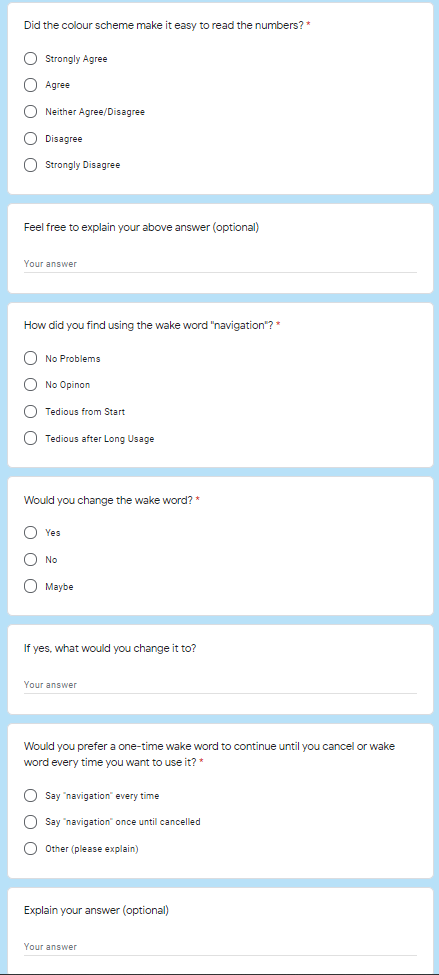 Did the colour scheme make it easy to read the numbers? *
Strongly Agree
Agree
Neither Agree/Disagree
Disagree
Strongly Disagree
Feel free to explain your above answer (optional)
Your answer
How did you find using the wake word "navigation"? *
No Problems
No Opinon
Tedious from Start
Tedious after Long Usage
Would you change the wake word? *
Yes
No
Maybe
If yes, what would you change it to?
Your answer
Would you prefer a one-time wake word to continue until you cancel or wake
word every time you want to use it? *
Say "navigation" every time
Say "navigation" once until cancelled
Other (please explain)
Explain your answer (optional)
Your answer